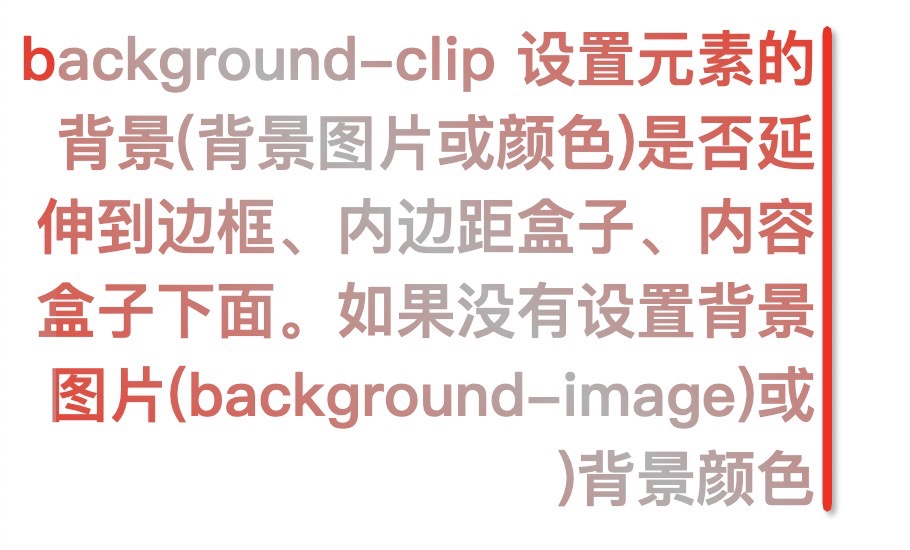 background-clip 设置元素的
背景(背景图片或颜色)是否延
伸到边框、内边距盒子、内容
盒子下面。如果没有设置背景
图片(background-image)或
)背景颜色